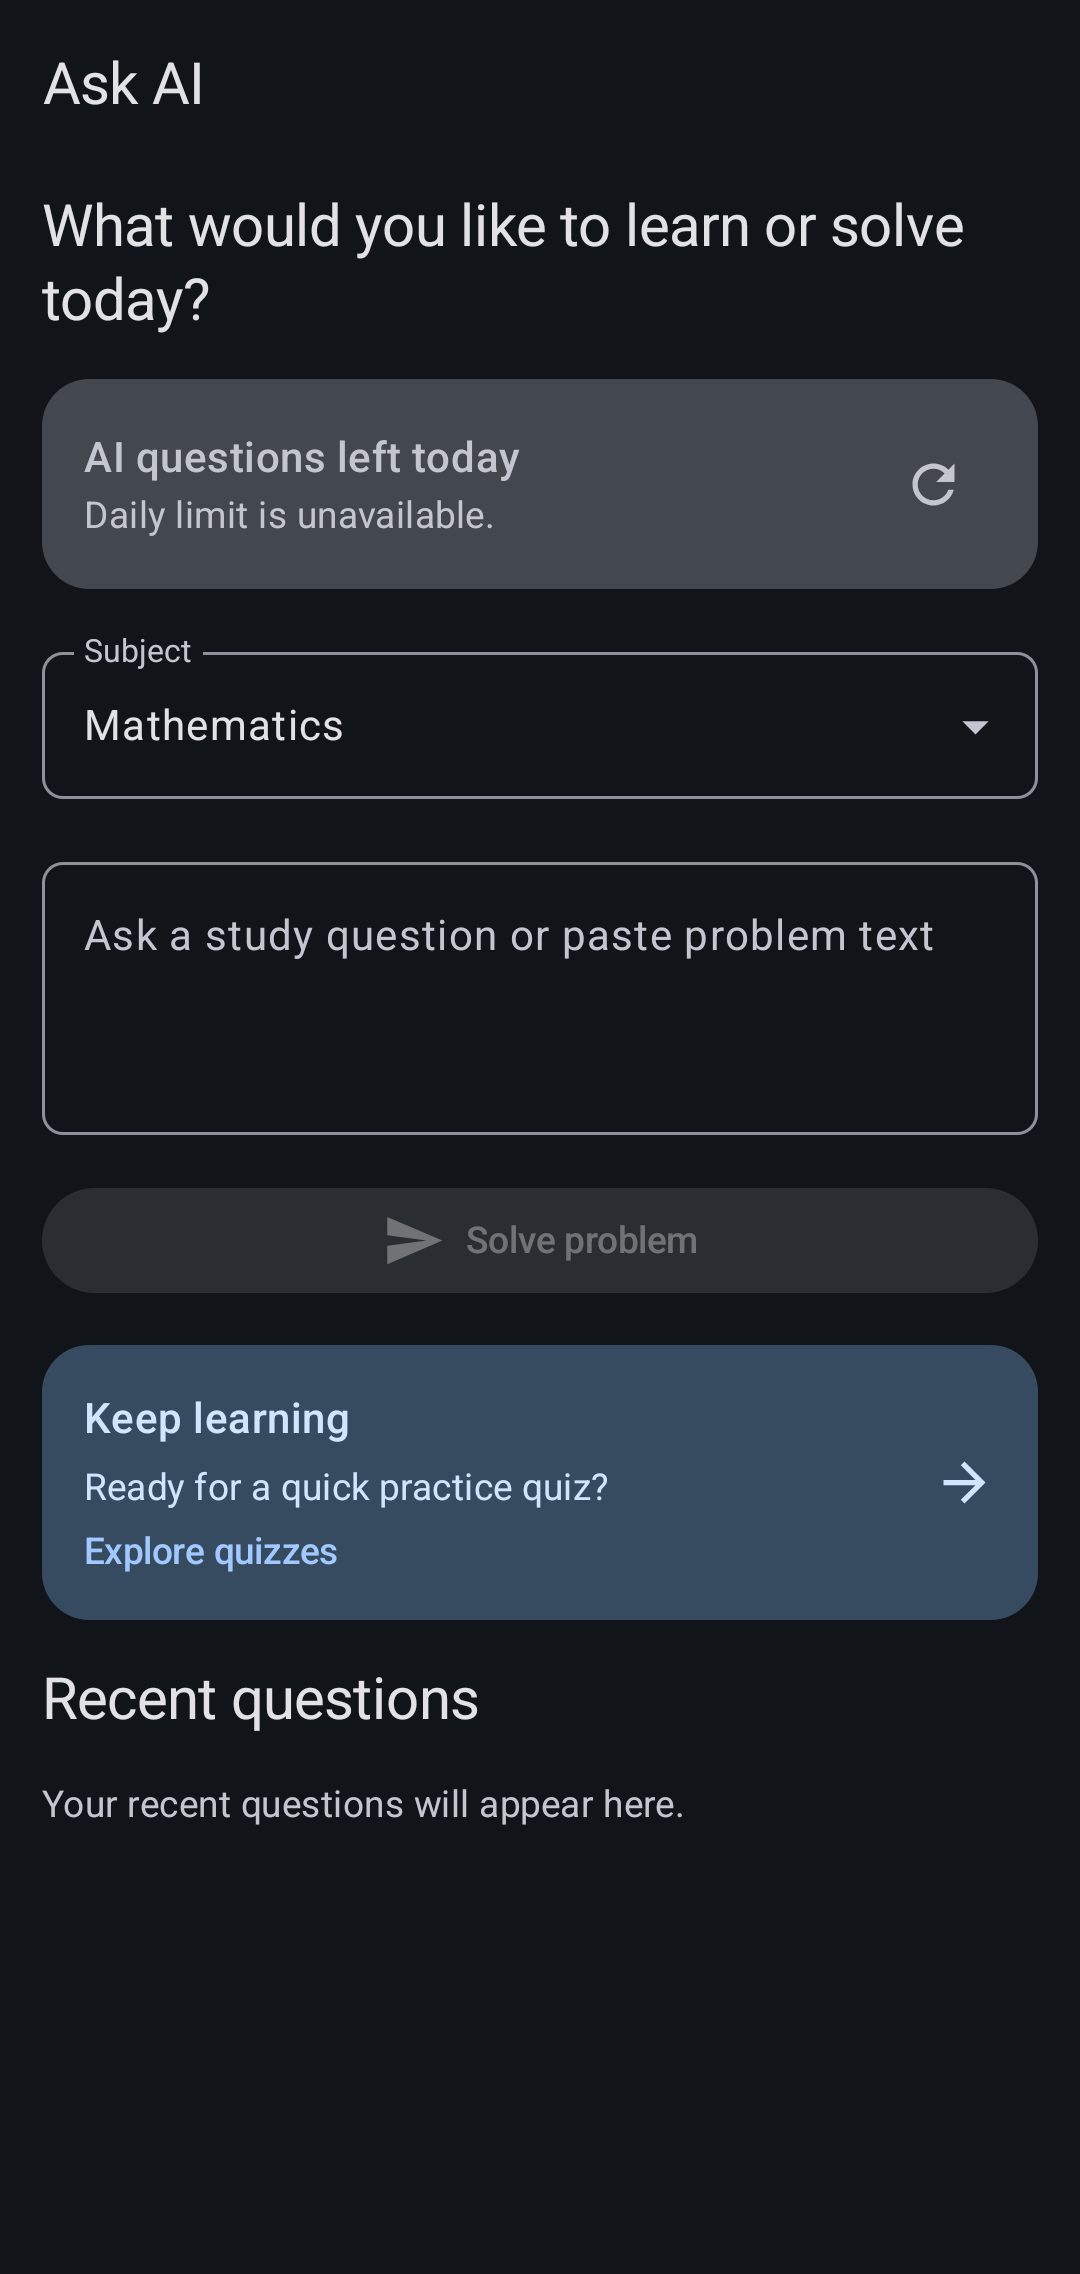 Ask AI
What would you like to learn or solve
today?
AI questions left today
Daily limit is unavailable.
Subject
Mathematics
Ask a study question or paste problem text
Solve problem
Keep learning
Ready for a quick practice quiz?
Explore quizzes
Recent questions
Your recent questions will appear here.